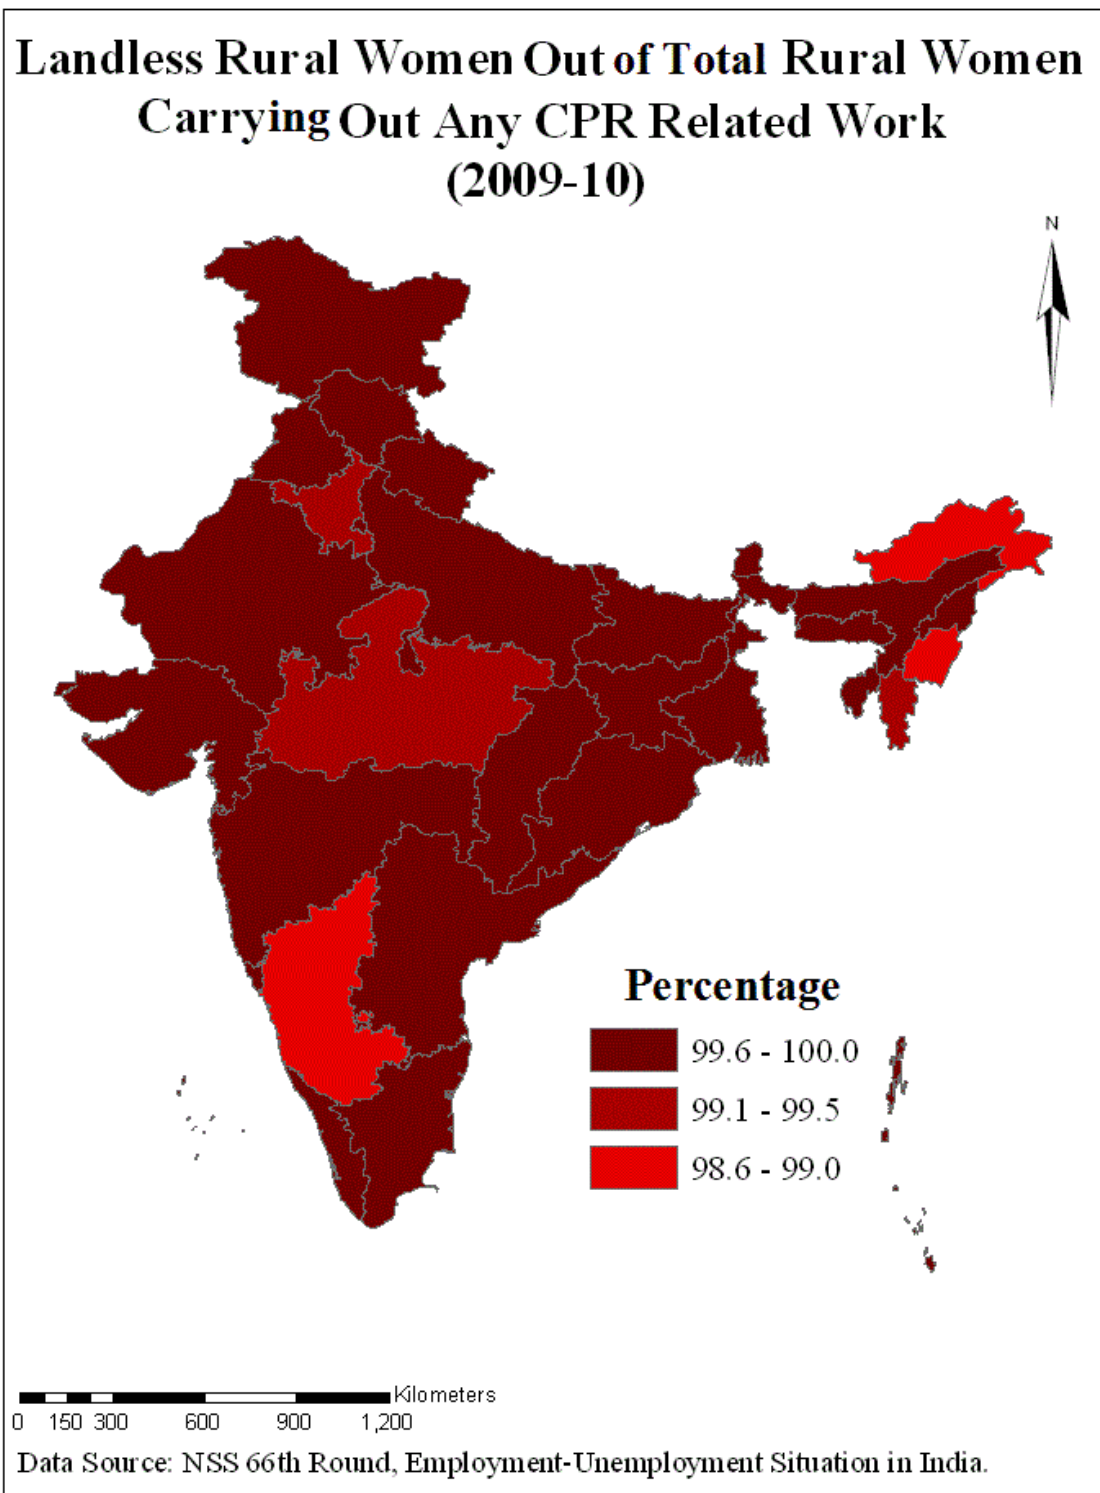 Landless Rural Women Out of Total Rural Women
Carrying Out Any CPR Related Work
(2009-10)
N
Percentage
99.6 - 100.0
99.1 - 99.5
98.6 - 99.0
Kilometers
0 150 300 600 900 1,200
Data Source: NSS 66th Round, Employment-Unemployment Situation in India.